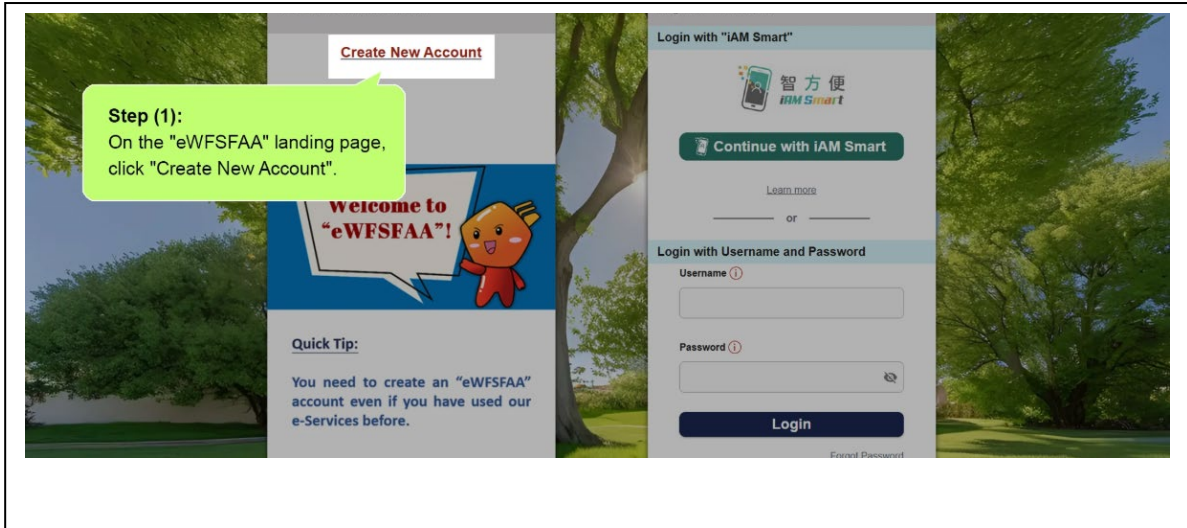 Create New Account
Step (1):
On the "eWFSFAA" landing page,
click "Create New Account".
Welcome to
“eWFSFAA”!
Quick Tip:
You need to create an “eWFSFAA”
account even if you have used our
e-Services before.
Login with "iAM Smart"
智方便
iAM Smart
Continue with iAM Smart
Learn more
or
Login with Username and Password
Username
Password
Login
Forgot Password